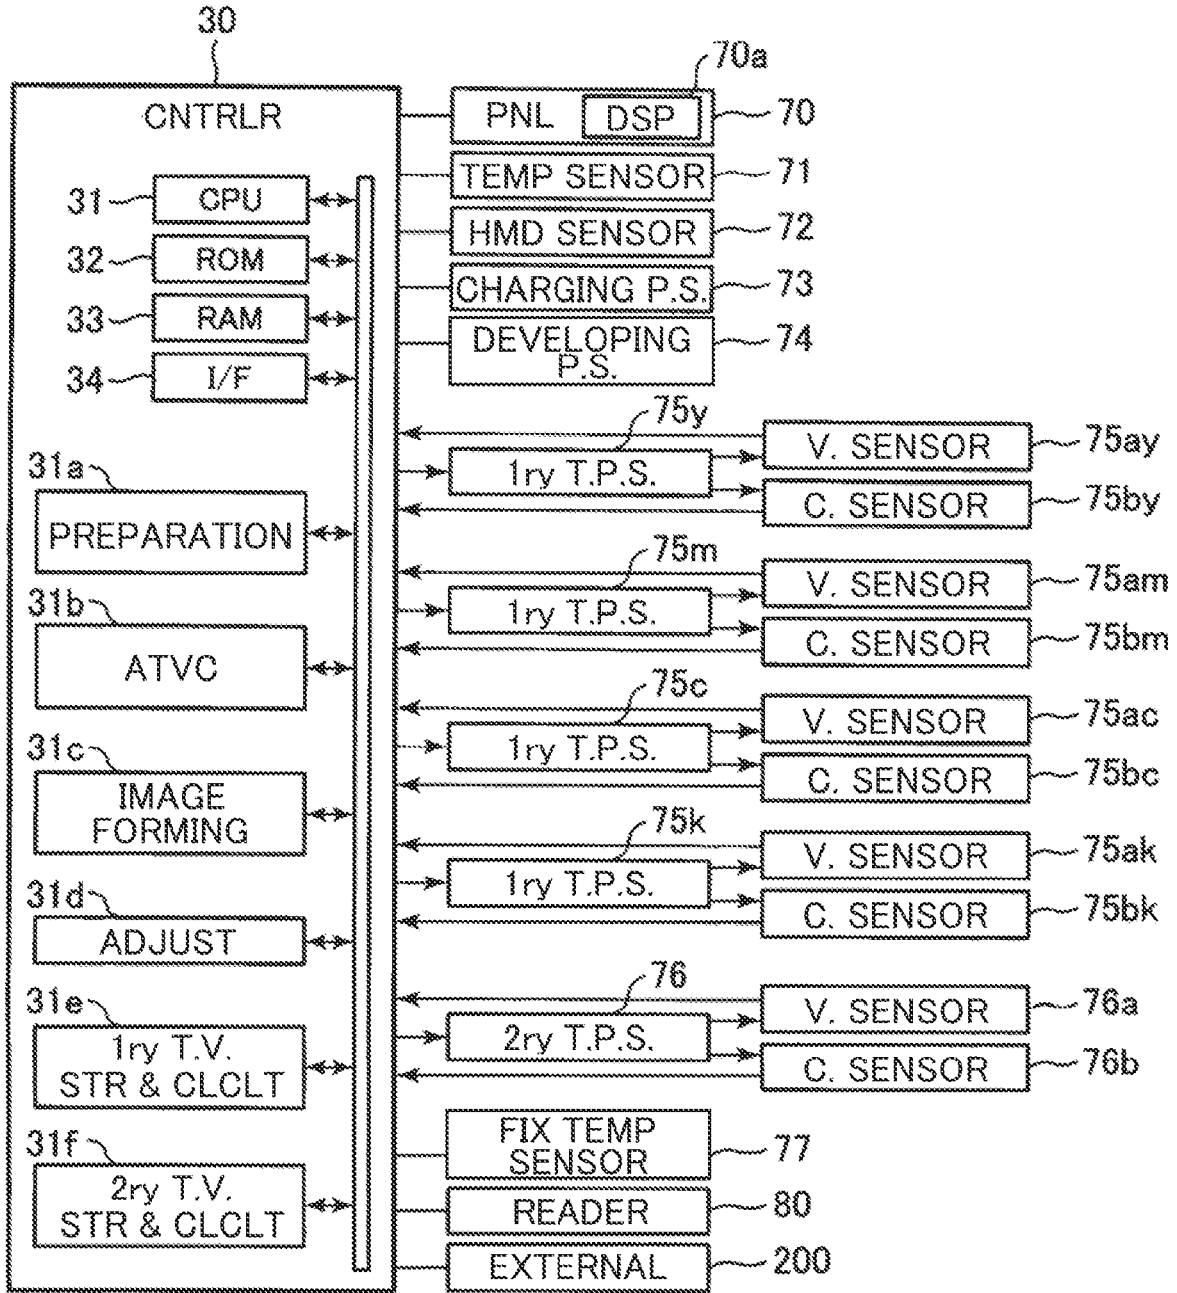 30
CNTRLR
31 CPU
32 ROM
33 RAM
34 I/F
31a
PREPARATION
31b
ATVC
31c
IMAGE
FORMING
31d
ADJUST
31e
1ry T.V.
STR & CLCLT
31f
2ry T.V.
STR & CLCLT
70a
PNL DSP 70
TEMP SENSOR 71
HMD SENSOR 72
CHARGING P.S. 73
DEVELOPING
P.S.
74
75y
1ry T.P.S.
V. SENSOR 75ay
C. SENSOR 75by
75m
1ry T.P.S.
V. SENSOR 75am
C. SENSOR 75bm
75c
1ry T.P.S.
V. SENSOR 75ac
C. SENSOR 75bc
75k
1ry T.P.S.
V. SENSOR 75ak
C. SENSOR 75bk
76
2ry T.P.S.
V. SENSOR 76a
C. SENSOR 76b
FIX TEMP
SENSOR
77
READER 80
EXTERNAL 200